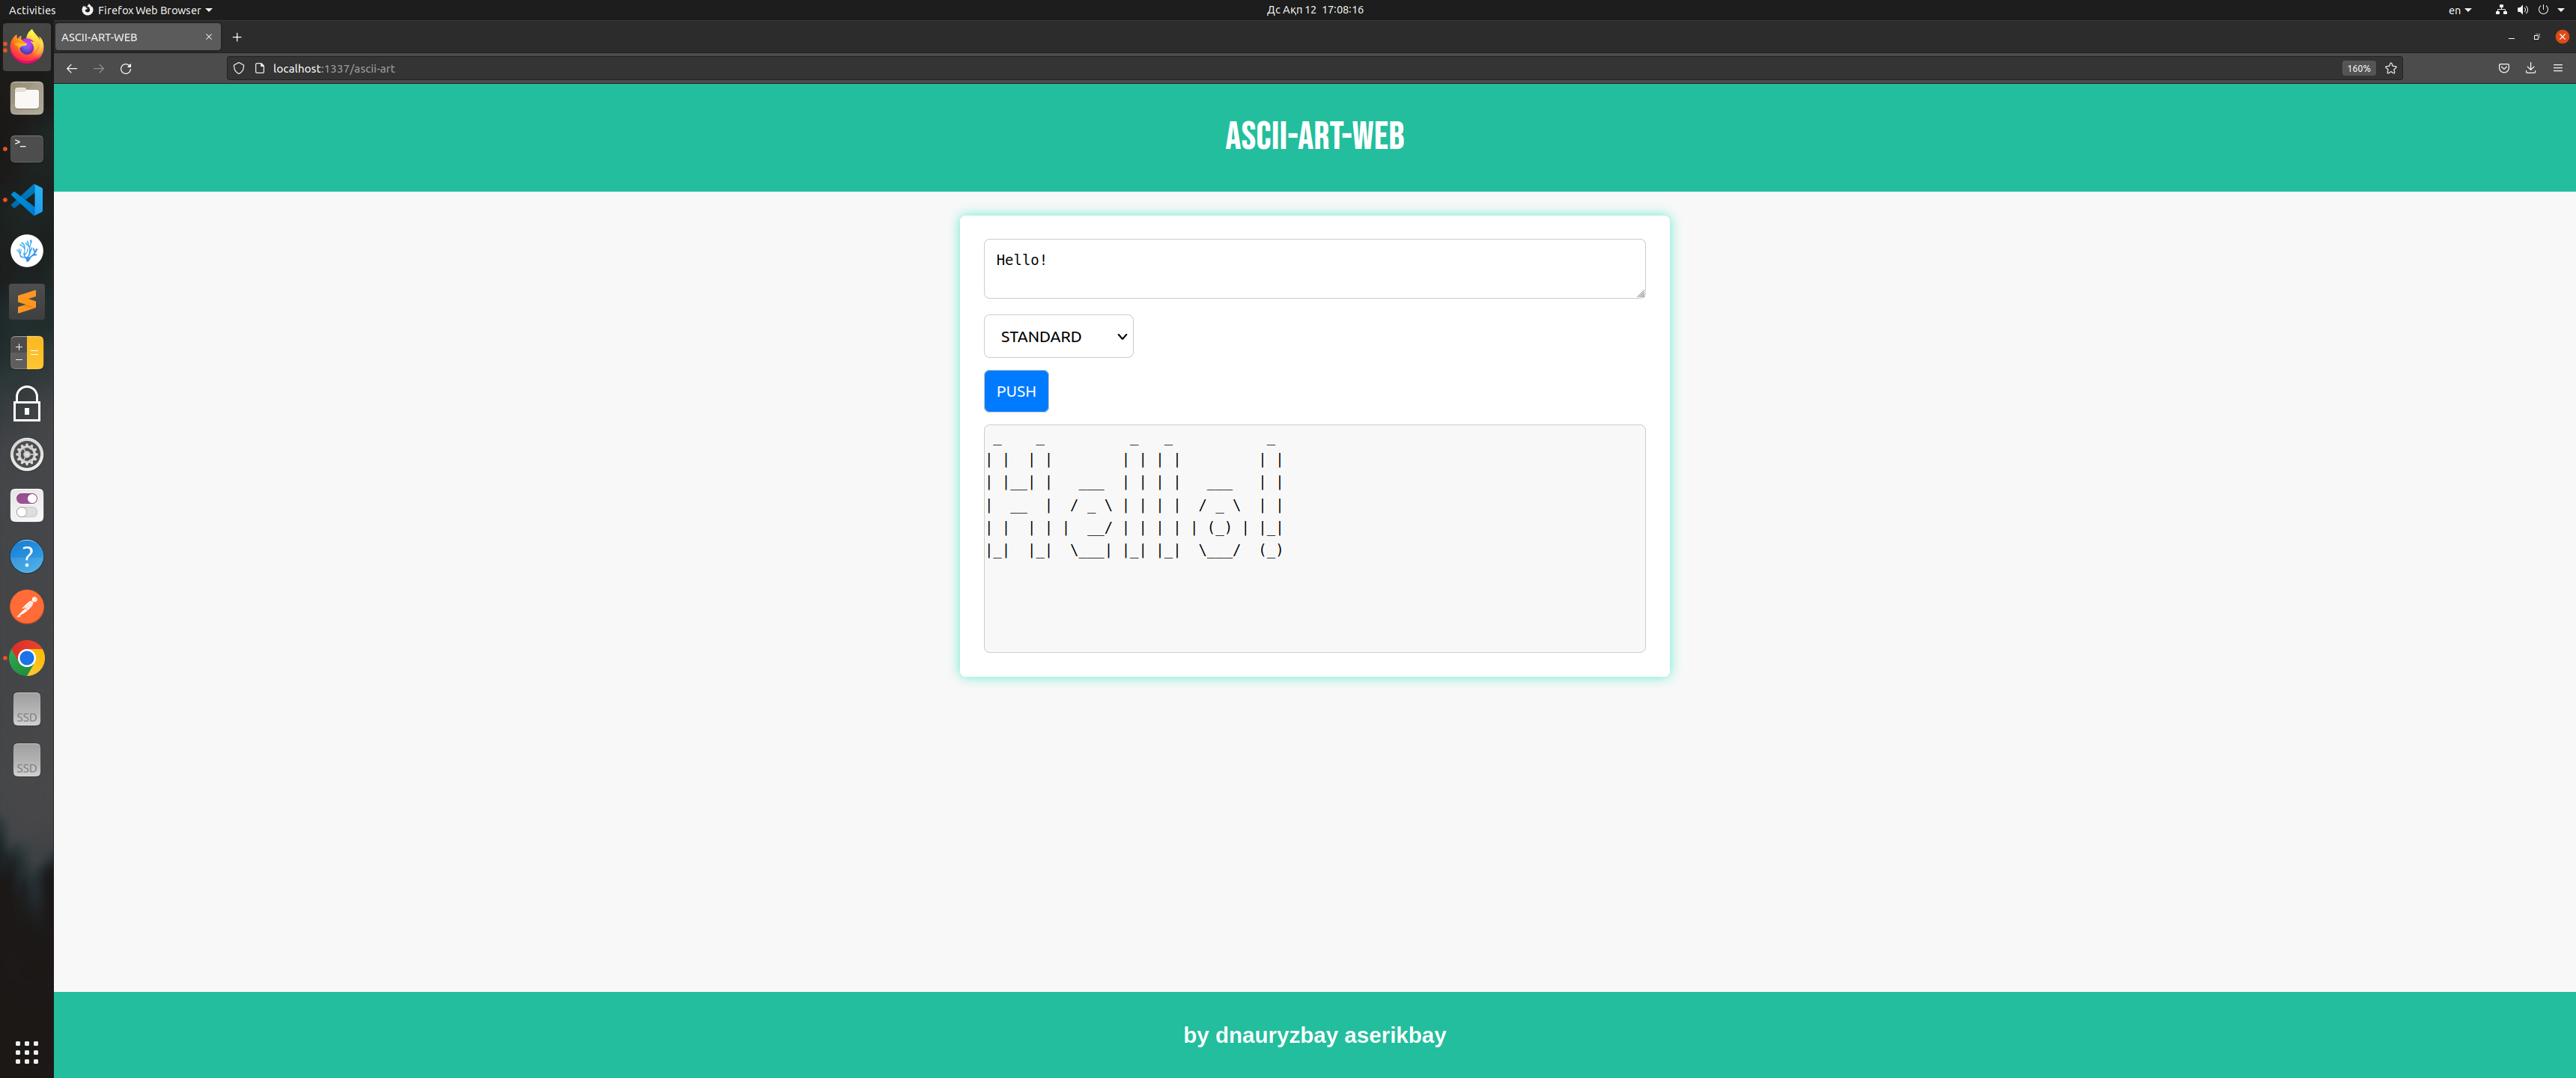 Activities
Firefox Web Browser
Дс Ақп 12 17:08:16
en
ASCII-ART-WEB
localhost:1337/ascii-art
160%
ASCII-ART-WEB
Hello!
STANDARD
PUSH
 _    _          _   _           _
| |  | |        | | | |         | |
| |__| |   ___  | | | |   ___   | |
|  __  |  / _ \ | | | |  / _ \  | |
| |  | | |  __/ | | | | | (_) | |_|
|_|  |_|  \___| |_| |_|  \___/  (_)
SSD
SSD
by dnauryzbay aserikbay